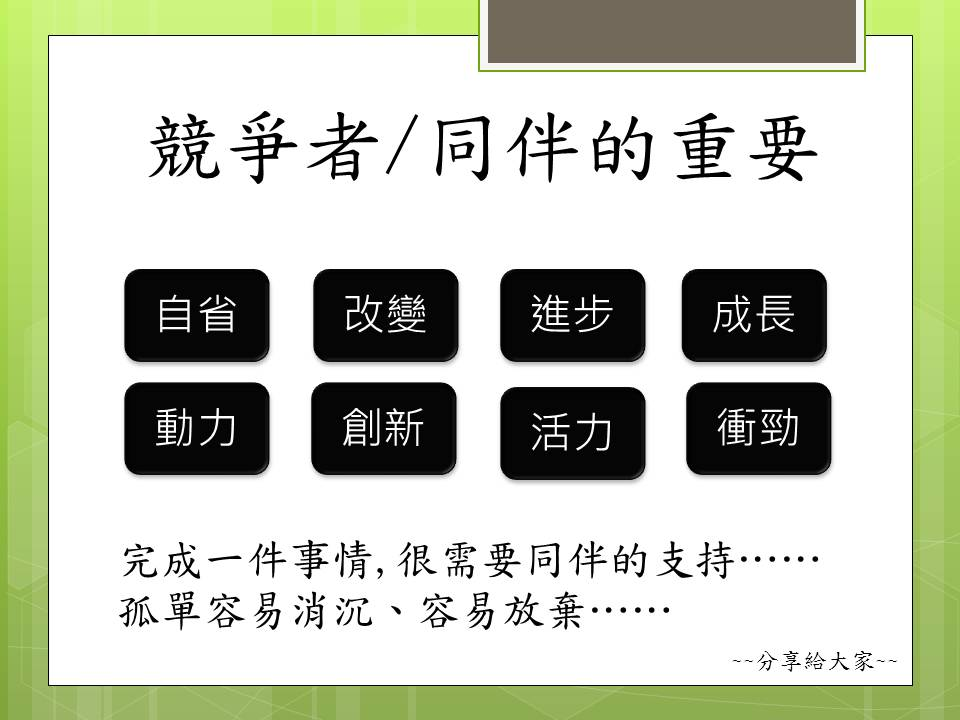 競爭者/同伴的重要
自省 改變 進步 成長
動力 創新 活力 衝勁
完成一件事情,很需要同伴的支持……
孤單容易消沉、容易放棄……
~~分享給大家~~